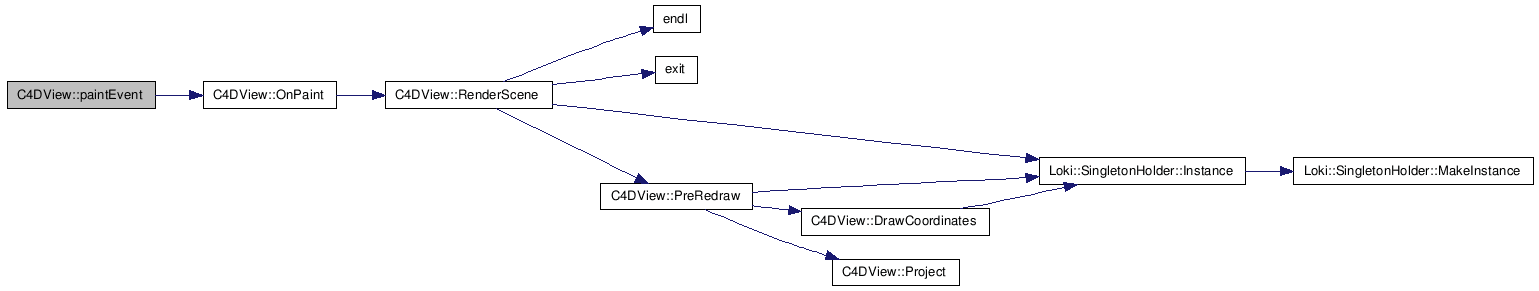 endl
exit
C4DView::paintEvent
C4DView::OnPaint
C4DView::RenderScene
Loki::SingletonHolder::Instance
Loki::SingletonHolder::MakeInstance
C4DView::PreRedraw
C4DView::DrawCoordinates
C4DView::Project